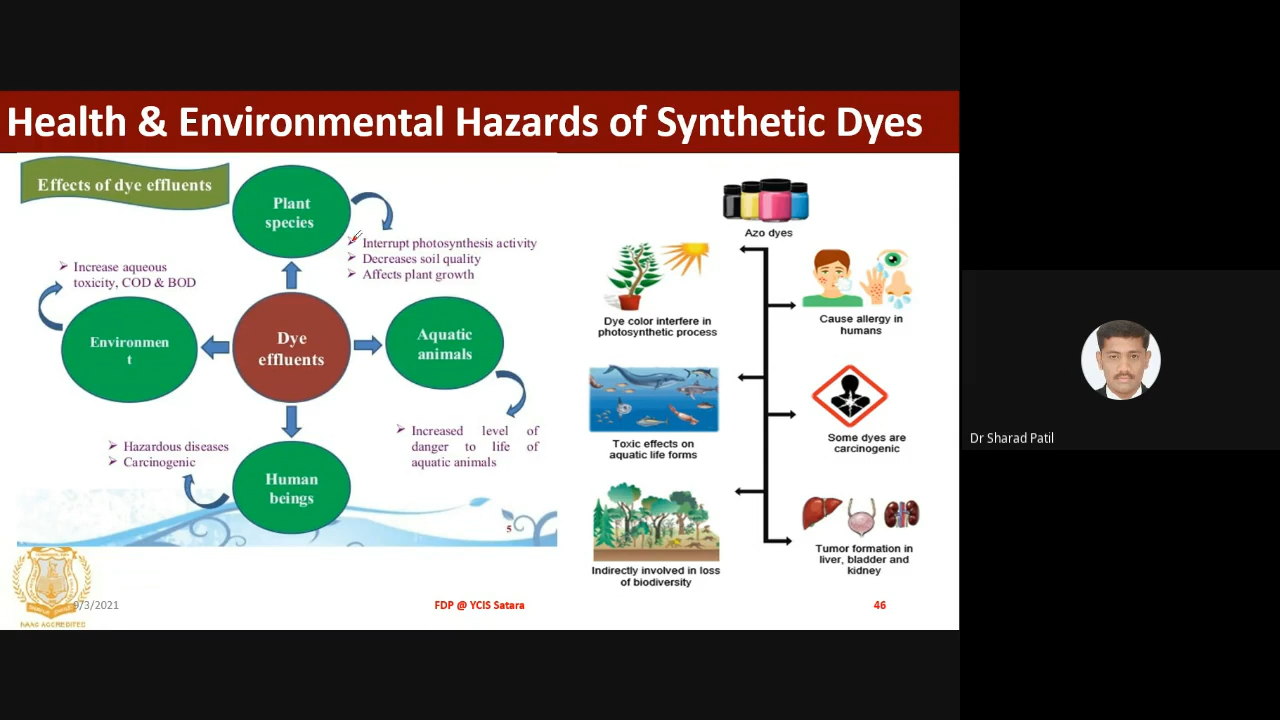 Health & Environmental Hazards of Synthetic Dyes
Effects of dye effluents
Plant
species
Interrupt photosynthesis activity
Decreases soil quality
Affects plant growth
Increase aqueous
toxicity, COD & BOD
Environmen
t
Dye
effluents
Aquatic
animals
Increased level of
danger to life of
aquatic animals
Hazardous diseases
Carcinogenic
Human
beings
5
Azo dyes
Dye color interfere in
photosynthetic process
Cause allergy in
humans
Toxic effects on
aquatic life forms
Some dyes are
carcinogenic
Indirectly involved in loss
of biodiversity
Tumor formation in
liver, bladder and
kidney
NAAC ACCREDITED
9/3/2021
FDP @ YCIS Satara
46
Dr Sharad Patil